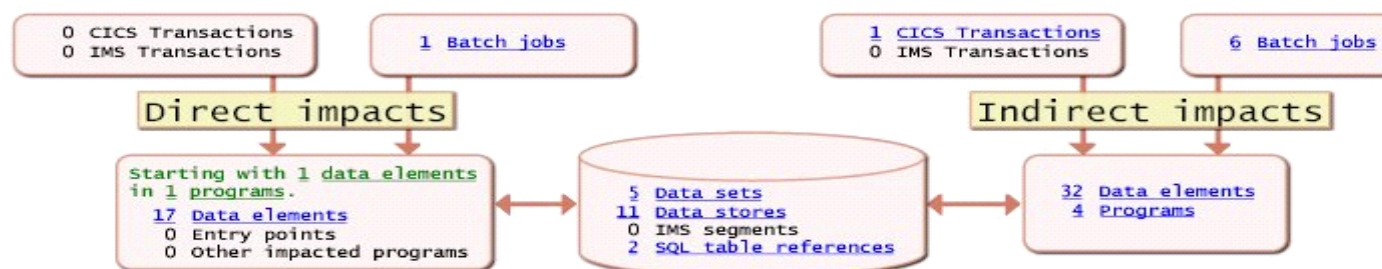 0 CICS Transactions
0 IMS Transactions
1 Batch jobs
1 CICS Transactions
0 IMS Transactions
6 Batch jobs
Direct impacts
Indirect impacts
Starting with 1 data elements
in 1 programs.
17 Data elements
0 Entry points
0 Other impacted programs
5 Data sets
11 Data stores
0 IMS segments
2 SQL table references
32 Data elements
4 Programs